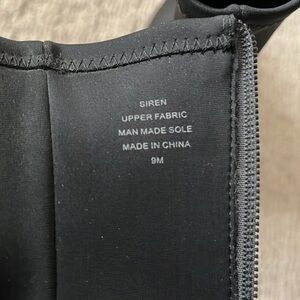 SIREN
UPPER FABRIC
MAN MADE SOLE
MADE IN CHINA
9M